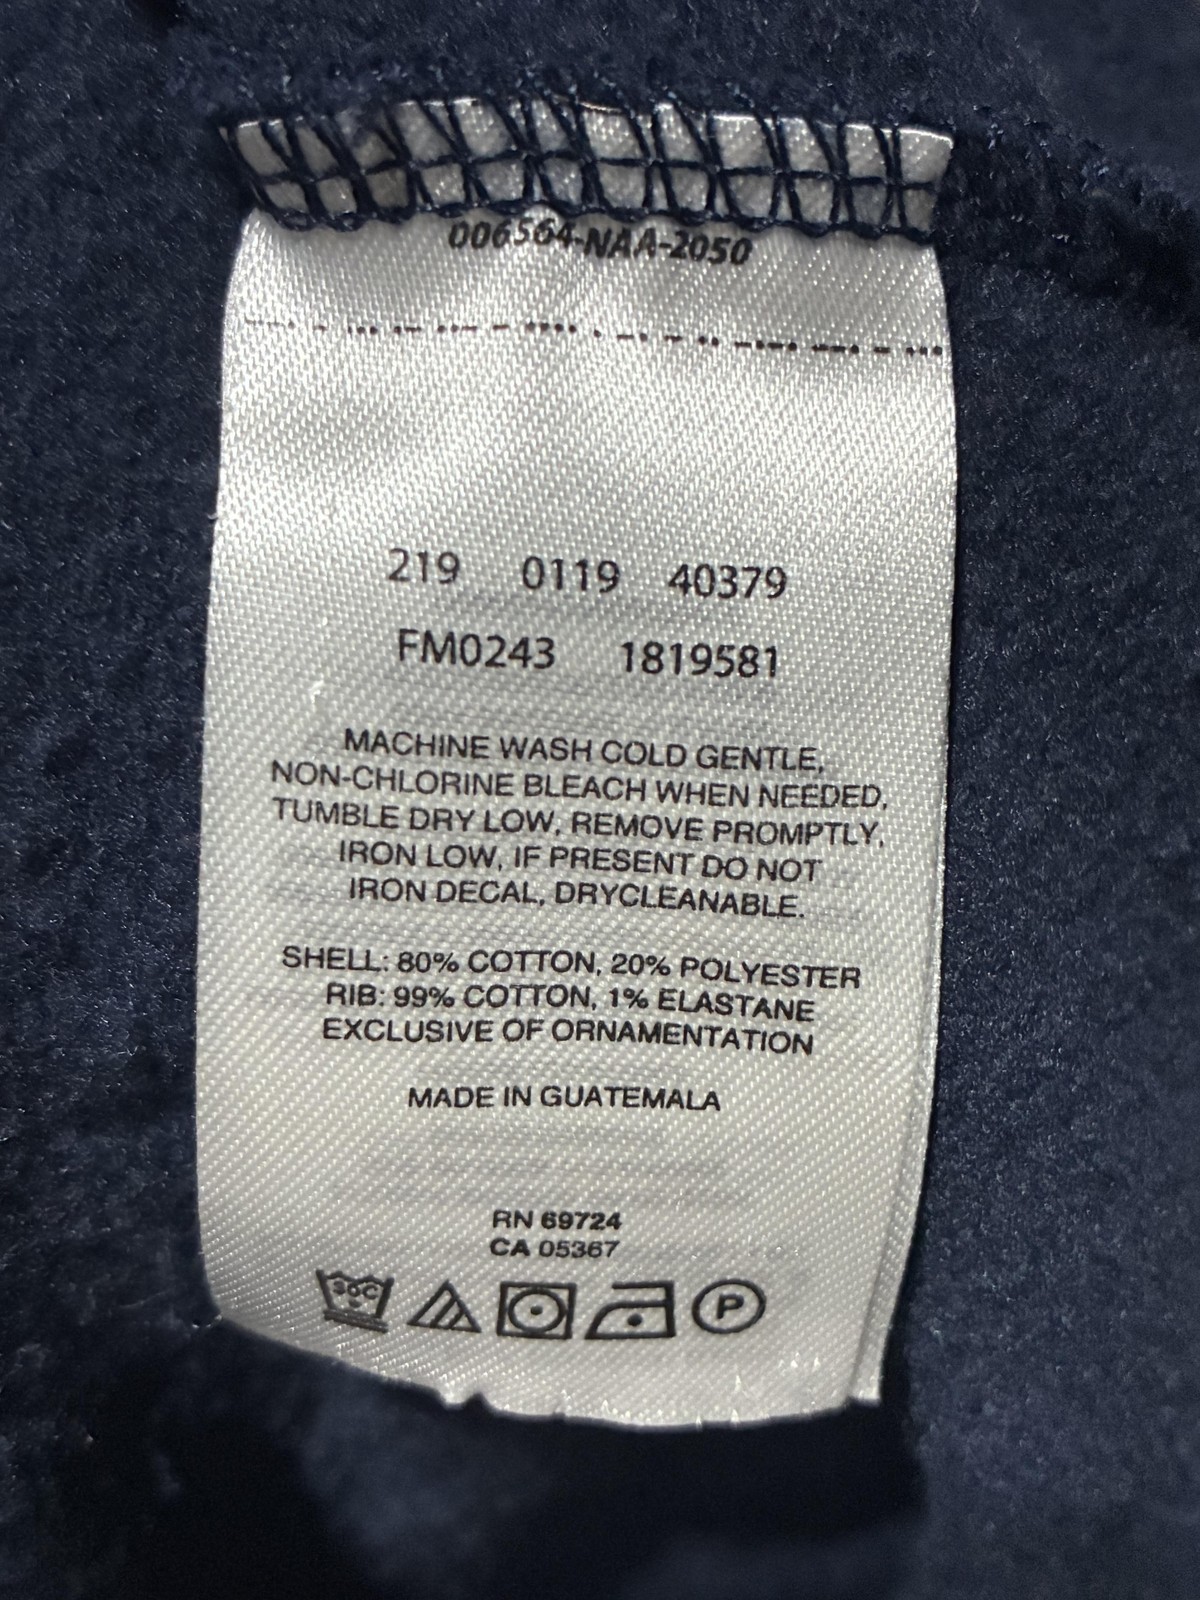 006564-NAA-2050
219 0119 40379
FM0243 1819581
MACHINE WASH COLD GENTLE,
NON-CHLORINE BLEACH WHEN NEEDED,
TUMBLE DRY LOW, REMOVE PROMPTLY,
IRON LOW, IF PRESENT DO NOT
IRON DECAL, DRYCLEANABLE.
SHELL: 80% COTTON, 20% POLYESTER
RIB: 99% COTTON, 1% ELASTANE
EXCLUSIVE OF ORNAMENTATION
MADE IN GUATEMALA
RN 69724
CA 05367
30C
P